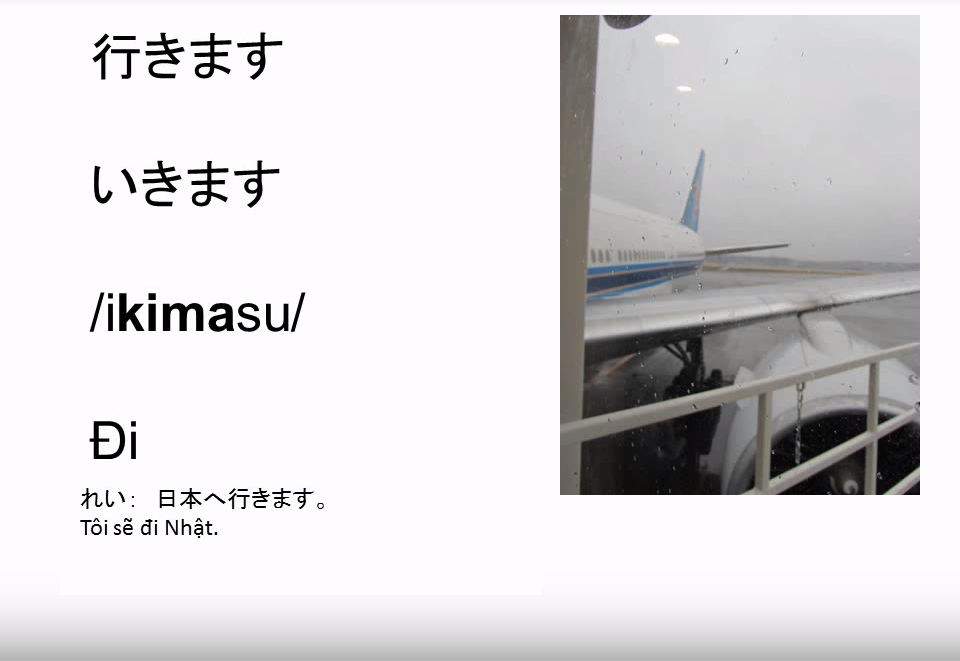 行きます
いきます
/ikimasu/
Đi
れい： 日本へ行きます。
Tôi sẽ đi Nhật.